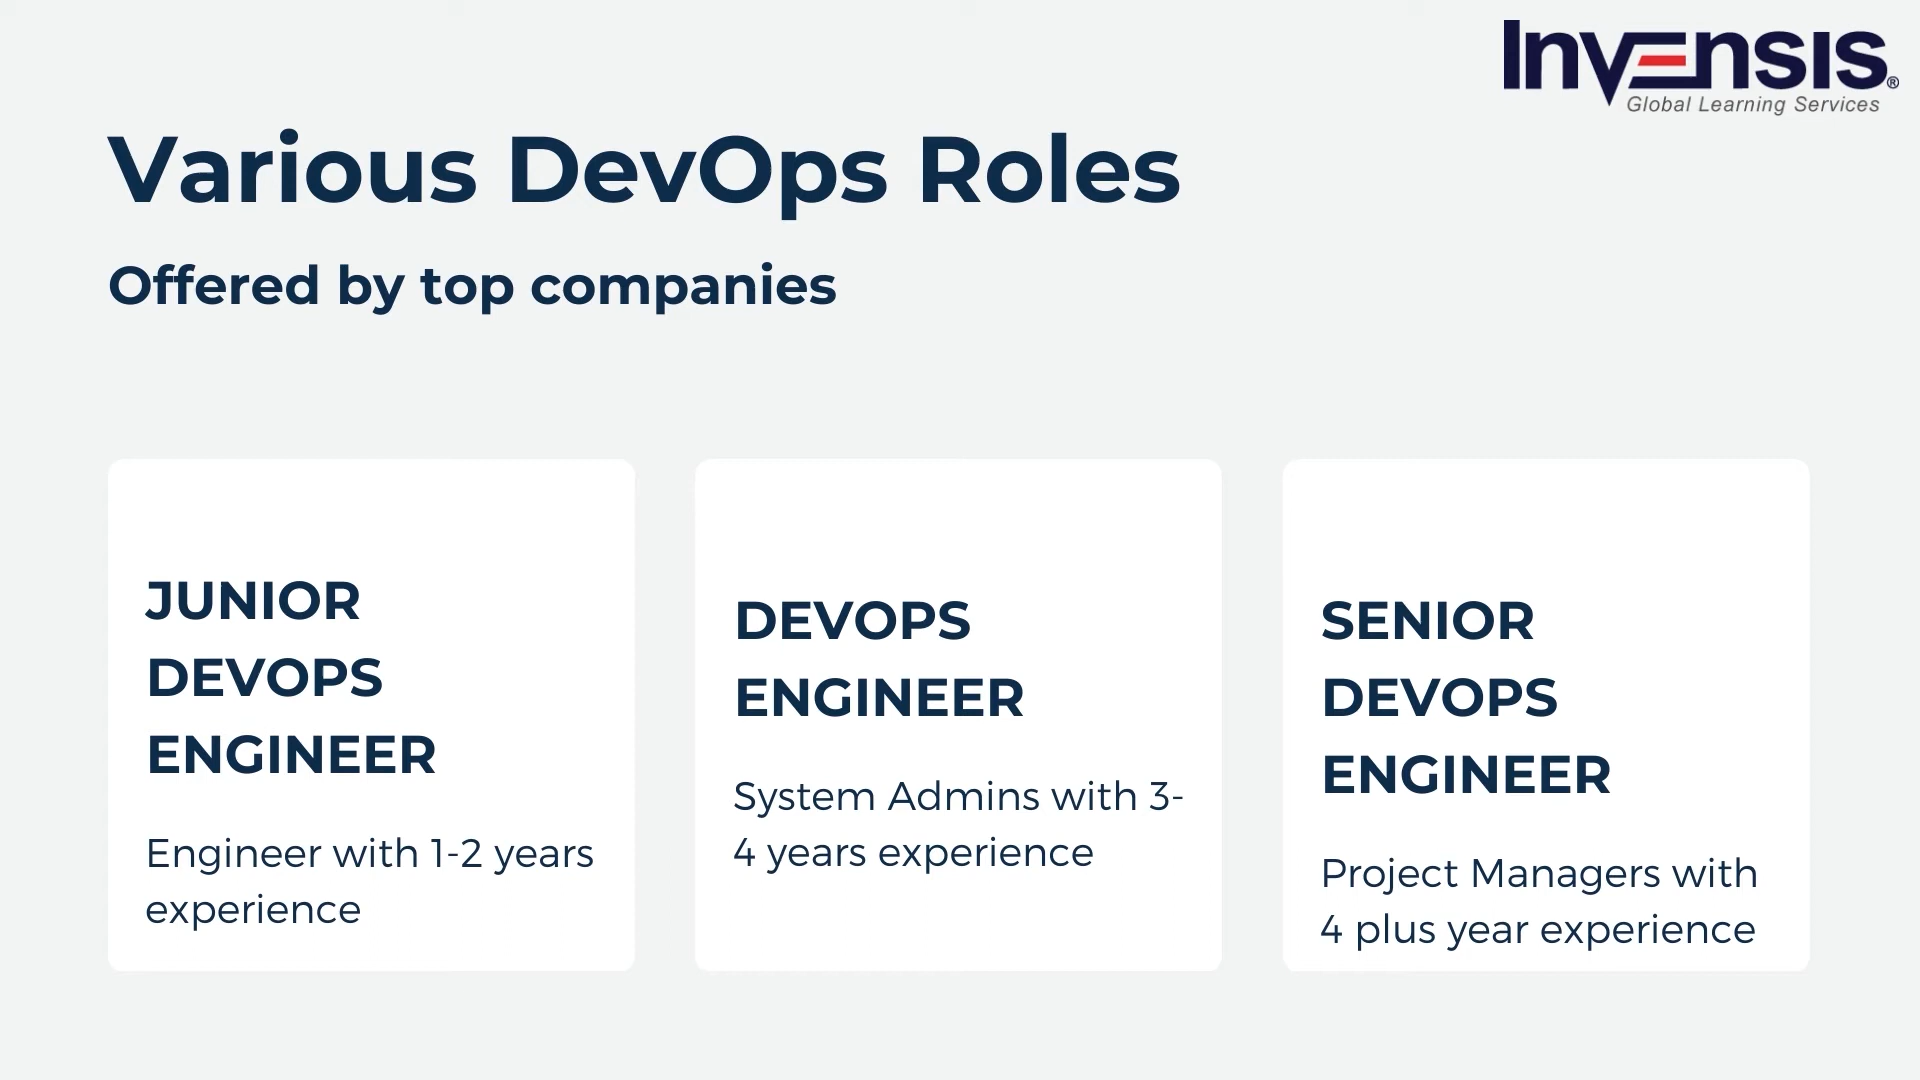 Invensis®
Global Learning Services
Various DevOps Roles
Offered by top companies
JUNIOR
DEVOPS
ENGINEER
Engineer with 1-2 years
experience
DEVOPS
ENGINEER
System Admins with 3-
4 years experience
SENIOR
DEVOPS
ENGINEER
Project Managers with
4 plus year experience